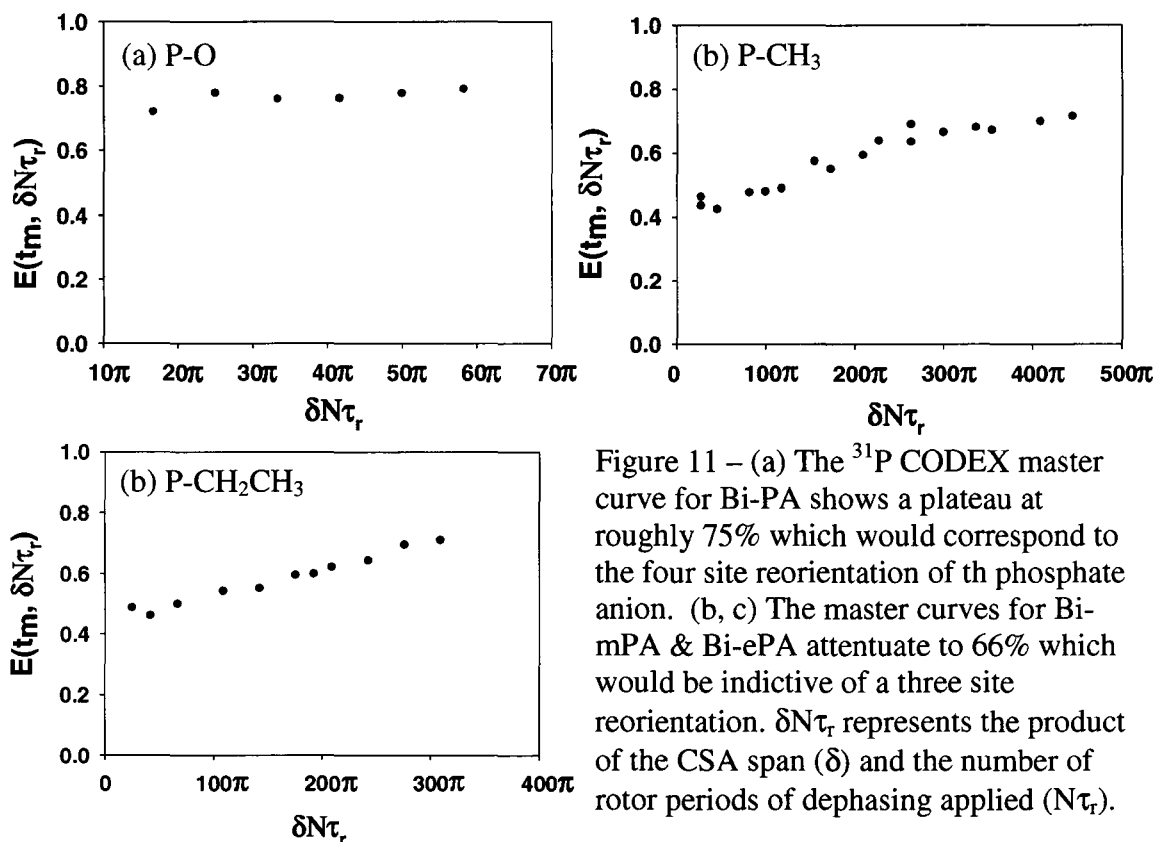 (a) P-O
E(tm, δNτr)
1.0
0.8
0.6
0.4
0.2
0.0
10π 20π 30π 40π 50π 60π 70π
δNτr
(b) P-CH3
E(tm, δNτr)
1.0
0.8
0.6
0.4
0.2
0.0
0 100π 200π 300π 400π 500π
δNτr
(b) P-CH2CH3
E(tm, δNτr)
1.0
0.8
0.6
0.4
0.2
0.0
0 100π 200π 300π 400π
δNτr
Figure 11 – (a) The 31P CODEX master
curve for Bi-PA shows a plateau at
roughly 75% which would correspond to
the four site reorientation of th phosphate
anion. (b, c) The master curves for Bi-
mPA & Bi-ePA attentuate to 66% which
would be indictive of a three site
reorientation. δNτr represents the product
of the CSA span (δ) and the number of
rotor periods of dephasing applied (Nτr).